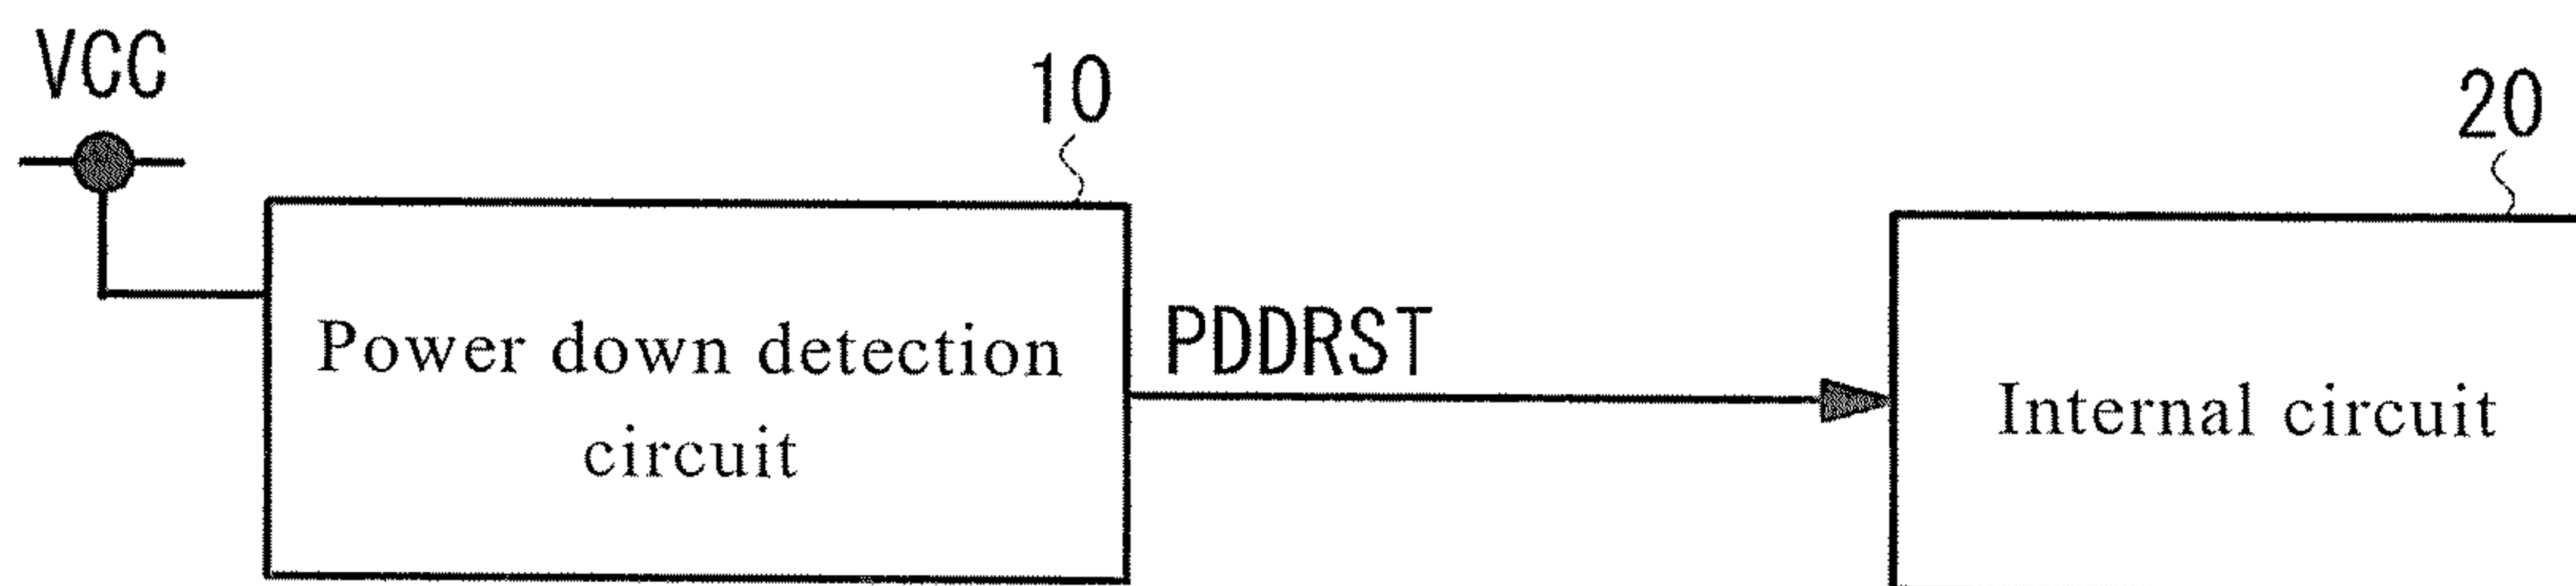 VCC
10
20
Power down detection
circuit
PDDRST
Internal circuit